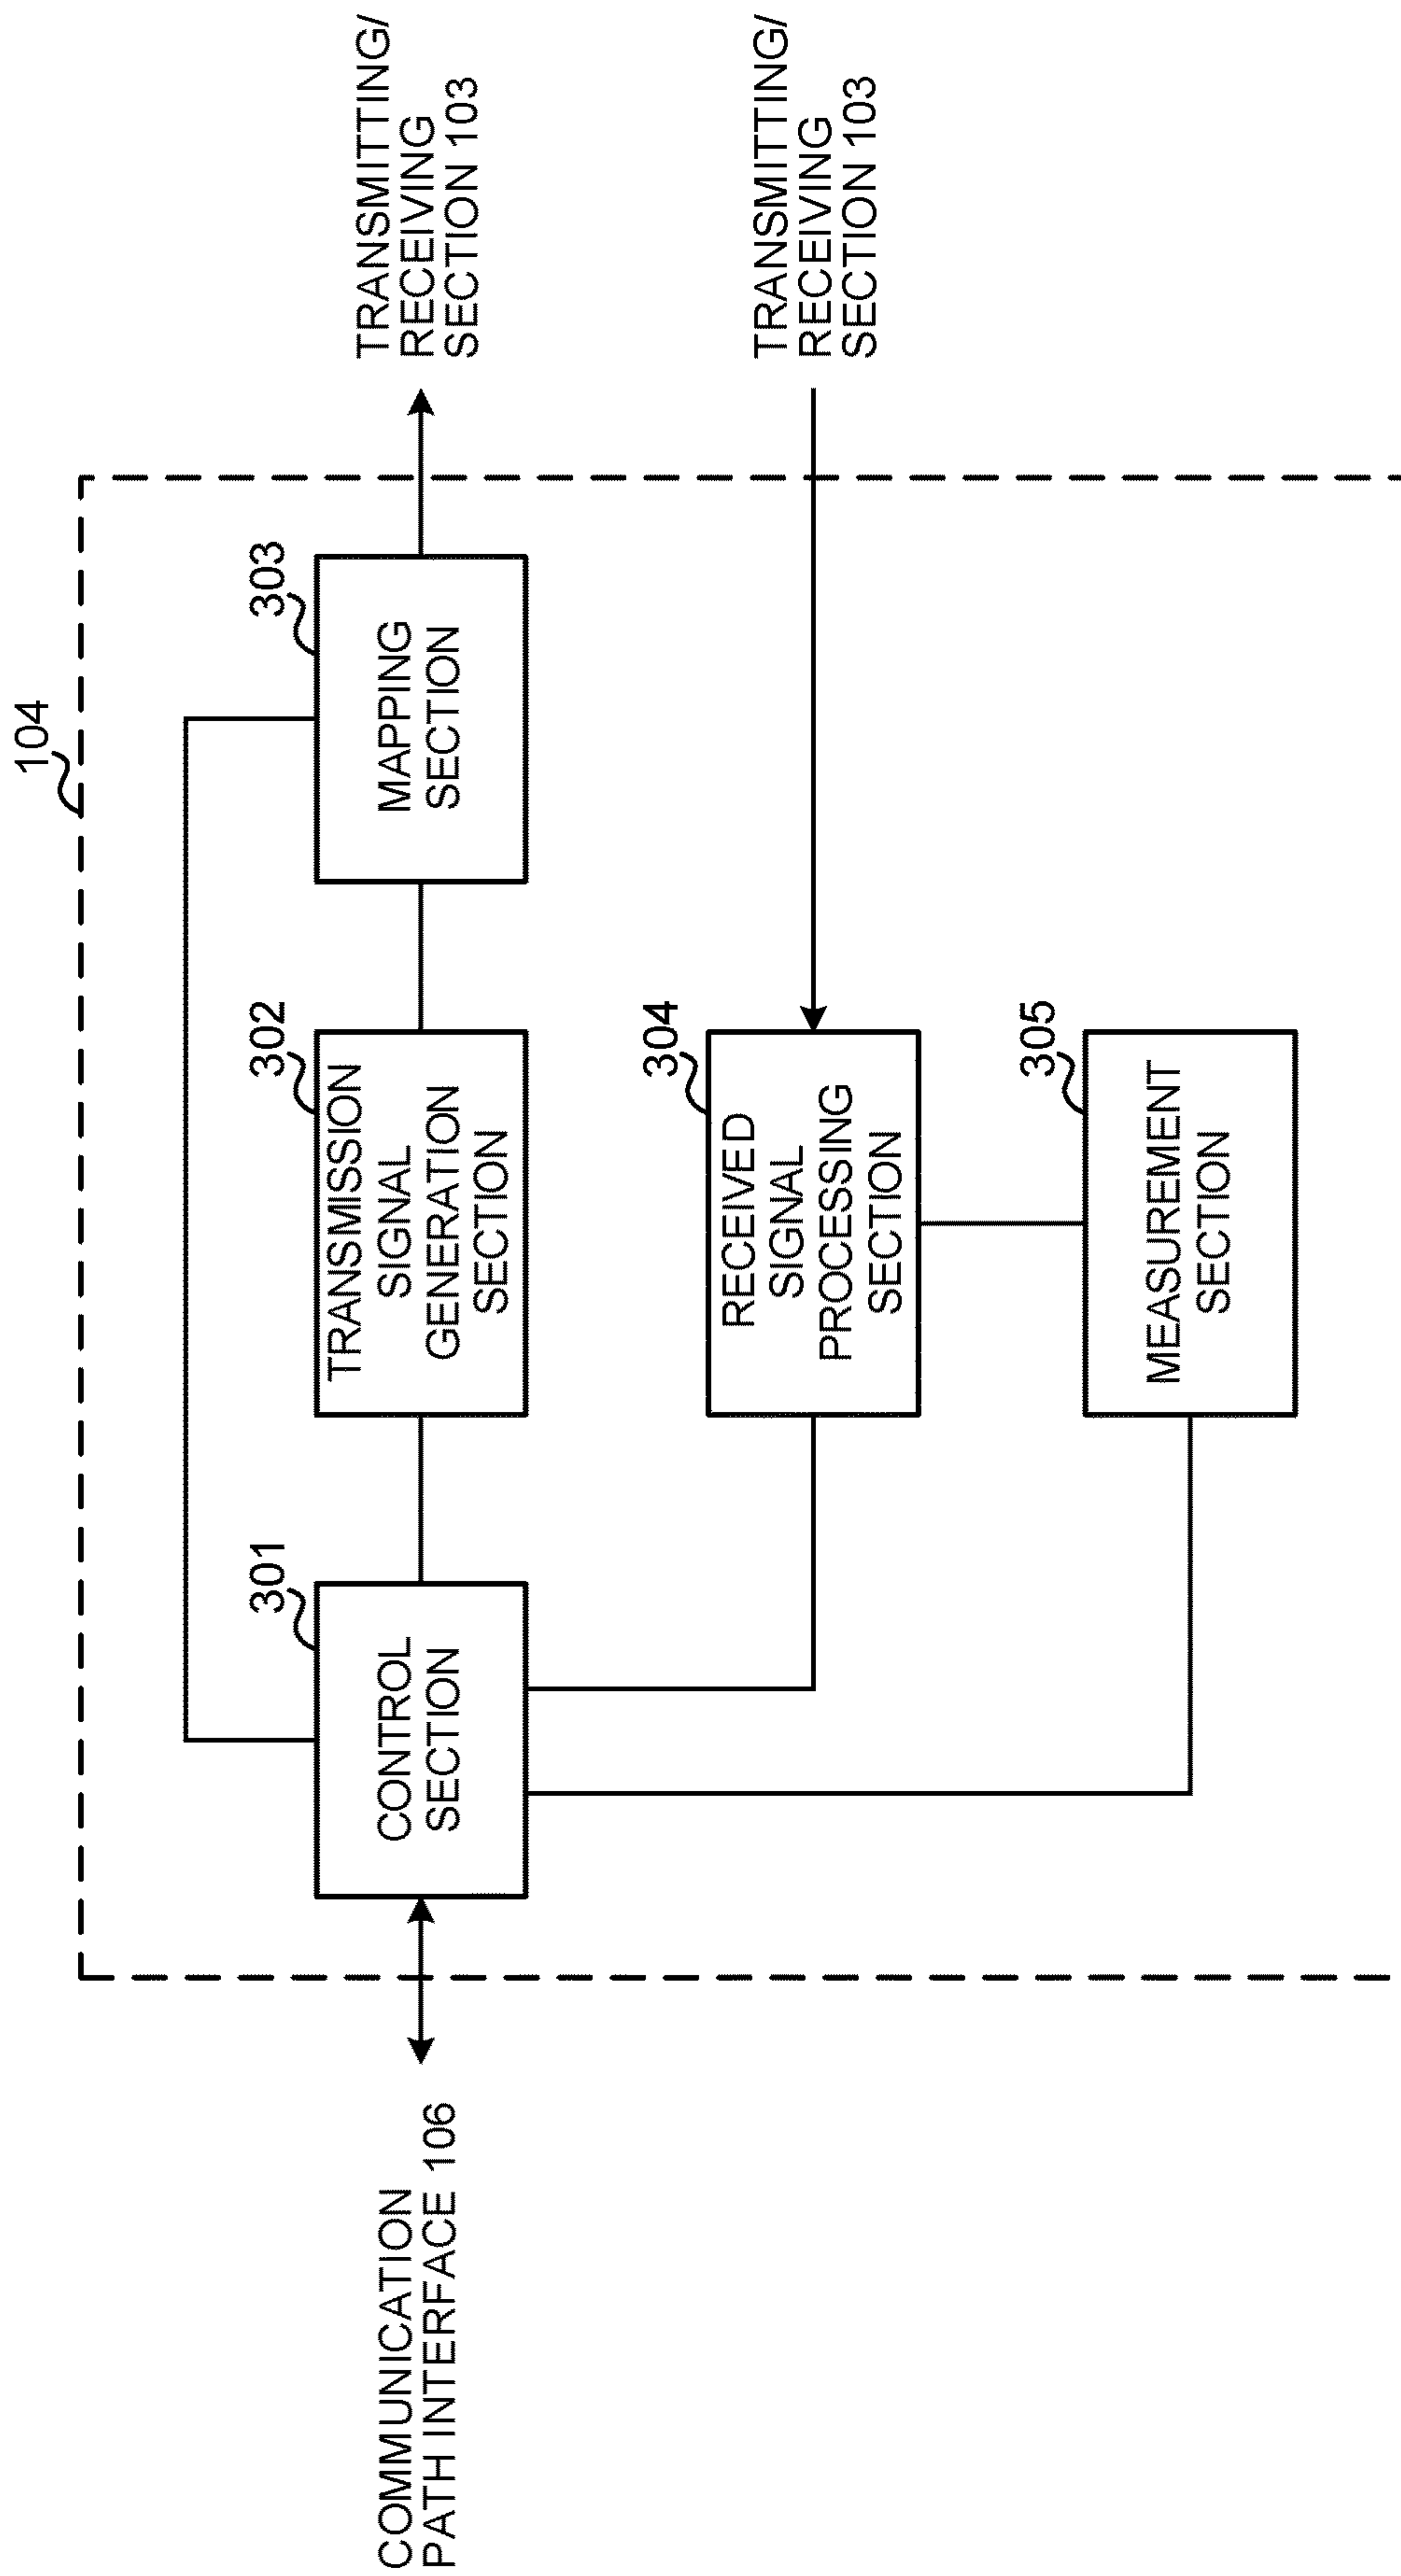 104
COMMUNICATION
PATH INTERFACE 106
301
CONTROL
SECTION
302
TRANSMISSION
SIGNAL
GENERATION
SECTION
303
MAPPING
SECTION
TRANSMITTING/
RECEIVING
SECTION 103
304
RECEIVED
SIGNAL
PROCESSING
SECTION
TRANSMITTING/
RECEIVING
SECTION 103
305
MEASUREMENT
SECTION